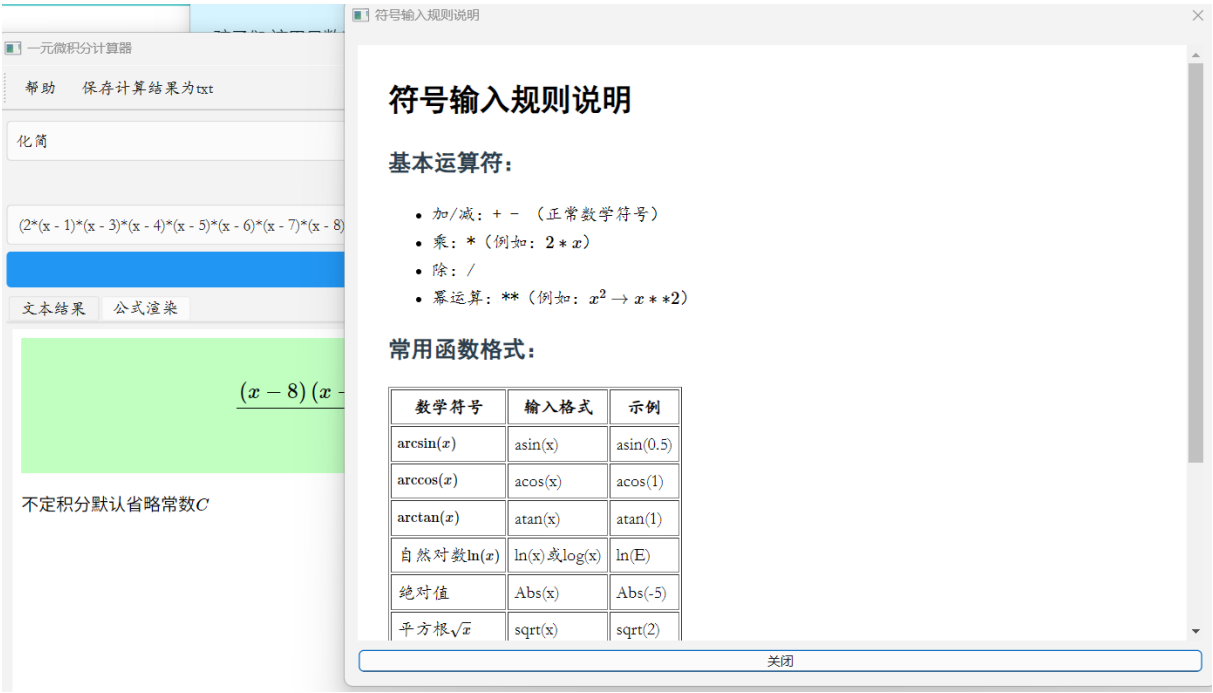 符号输入规则说明
一元微积分计算器
帮助 保存计算结果为txt
化简
(2*(x - 1)*(x - 3)*(x - 4)*(x - 5)*(x - 6)*(x - 7)*(x - 8)
文本结果 公式渲染
(x − 8) (x −
不定积分默认省略常数C
符号输入规则说明
基本运算符：
• 加/减：+ - （正常数学符号）
• 乘：*（例如：2 * x）
• 除：/
• 幂运算：**（例如：x² → x * *2）
常用函数格式：
数学符号 输入格式 示例
arcsin(x) asin(x) asin(0.5)
arccos(x) acos(x) acos(1)
arctan(x) atan(x) atan(1)
自然对数ln(x) ln(x)或log(x) ln(E)
绝对值 Abs(x) Abs(-5)
平方根√x sqrt(x) sqrt(2)
关闭